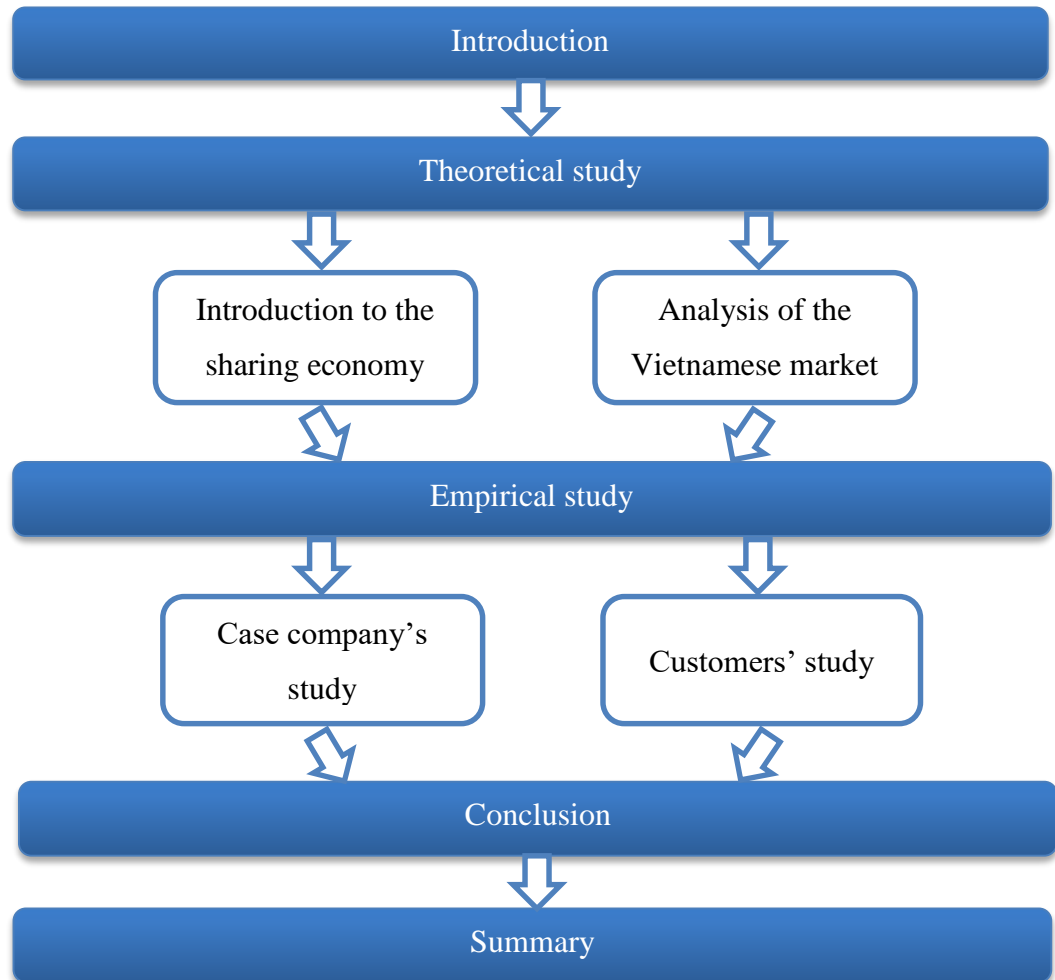 Introduction
Theoretical study
Introduction to the
sharing economy
Analysis of the
Vietnamese market
Empirical study
Case company’s
study
Customers’ study
Conclusion
Summary